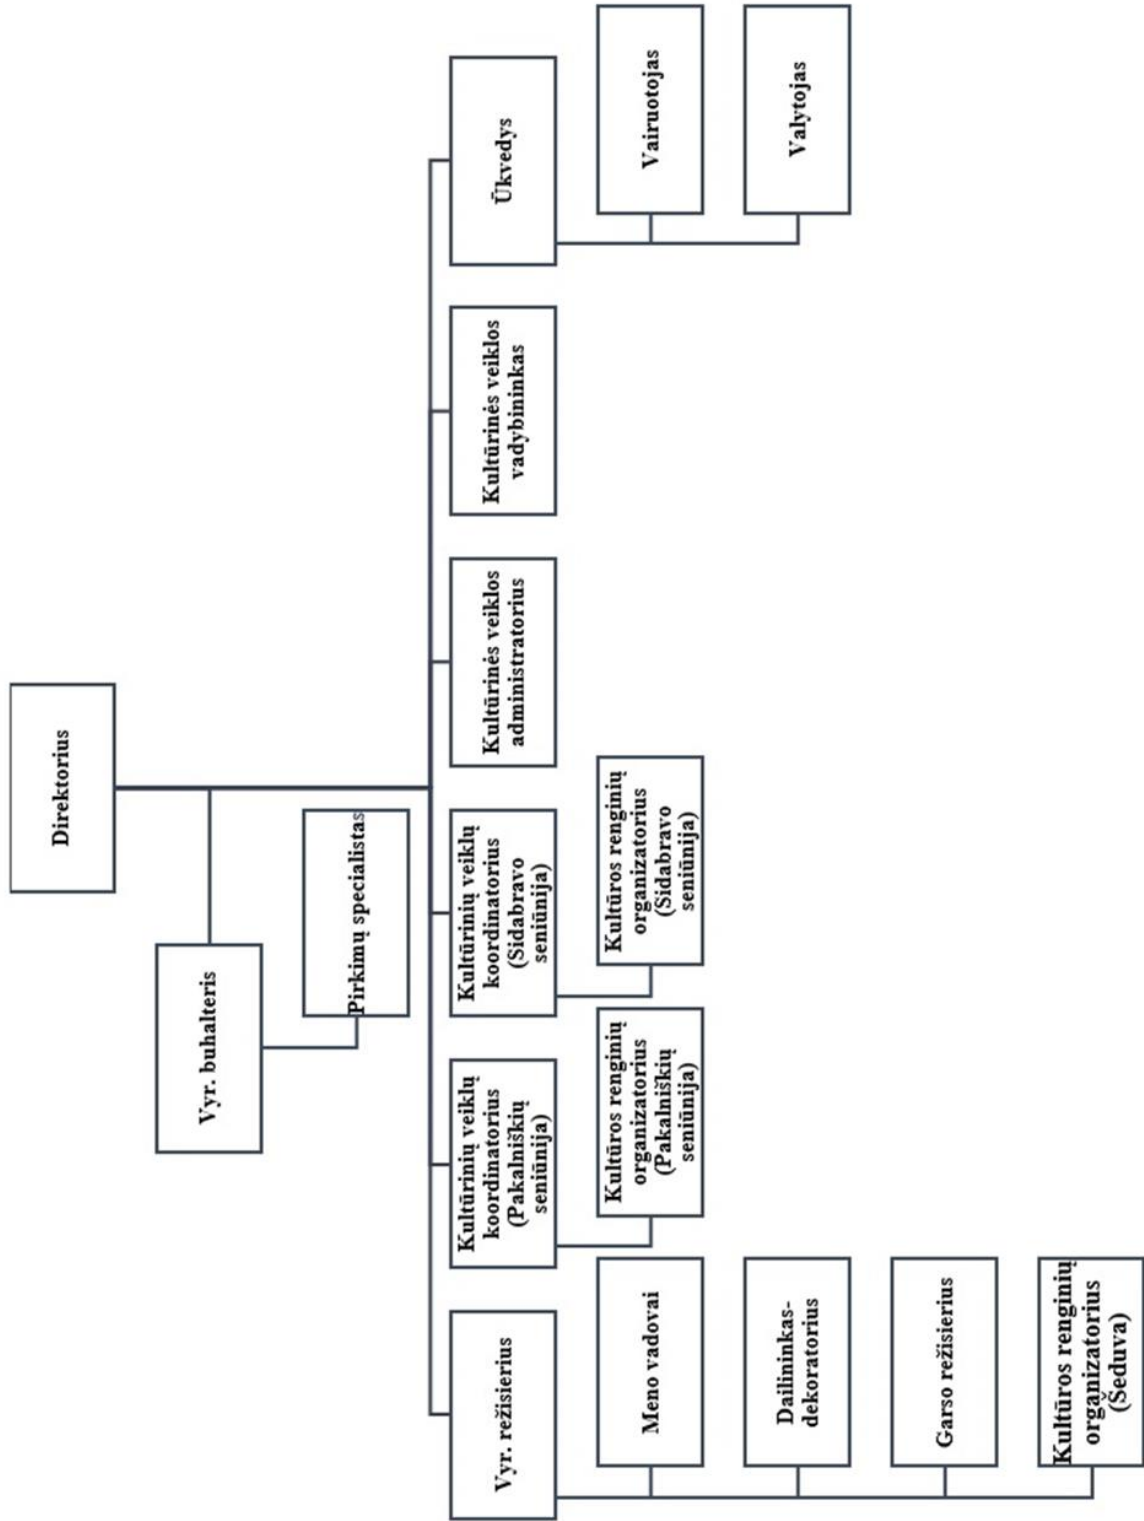 Direktorius
Vyr. buhalteris
Pirkimų specialistas
Vyr. režisierius
Kultūrinių veiklų
koordinatorius
(Pakalniškių
seniūnija)
Kultūrinių veiklų
koordinatorius
(Sidabravo
seniūnija)
Kultūrinės veiklos
administratorius
Kultūrinės veiklos
vadybininkas
Ūkvedys
Meno vadovai
Kultūros renginių
organizatorius
(Pakalniškių
seniūnija)
Kultūros renginių
organizatorius
(Sidabravo
seniūnija)
Vairuotojas
Dailininkas-
dekoratorius
Valytojas
Garso režisierius
Kultūros renginių
organizatorius
(Šeduva)